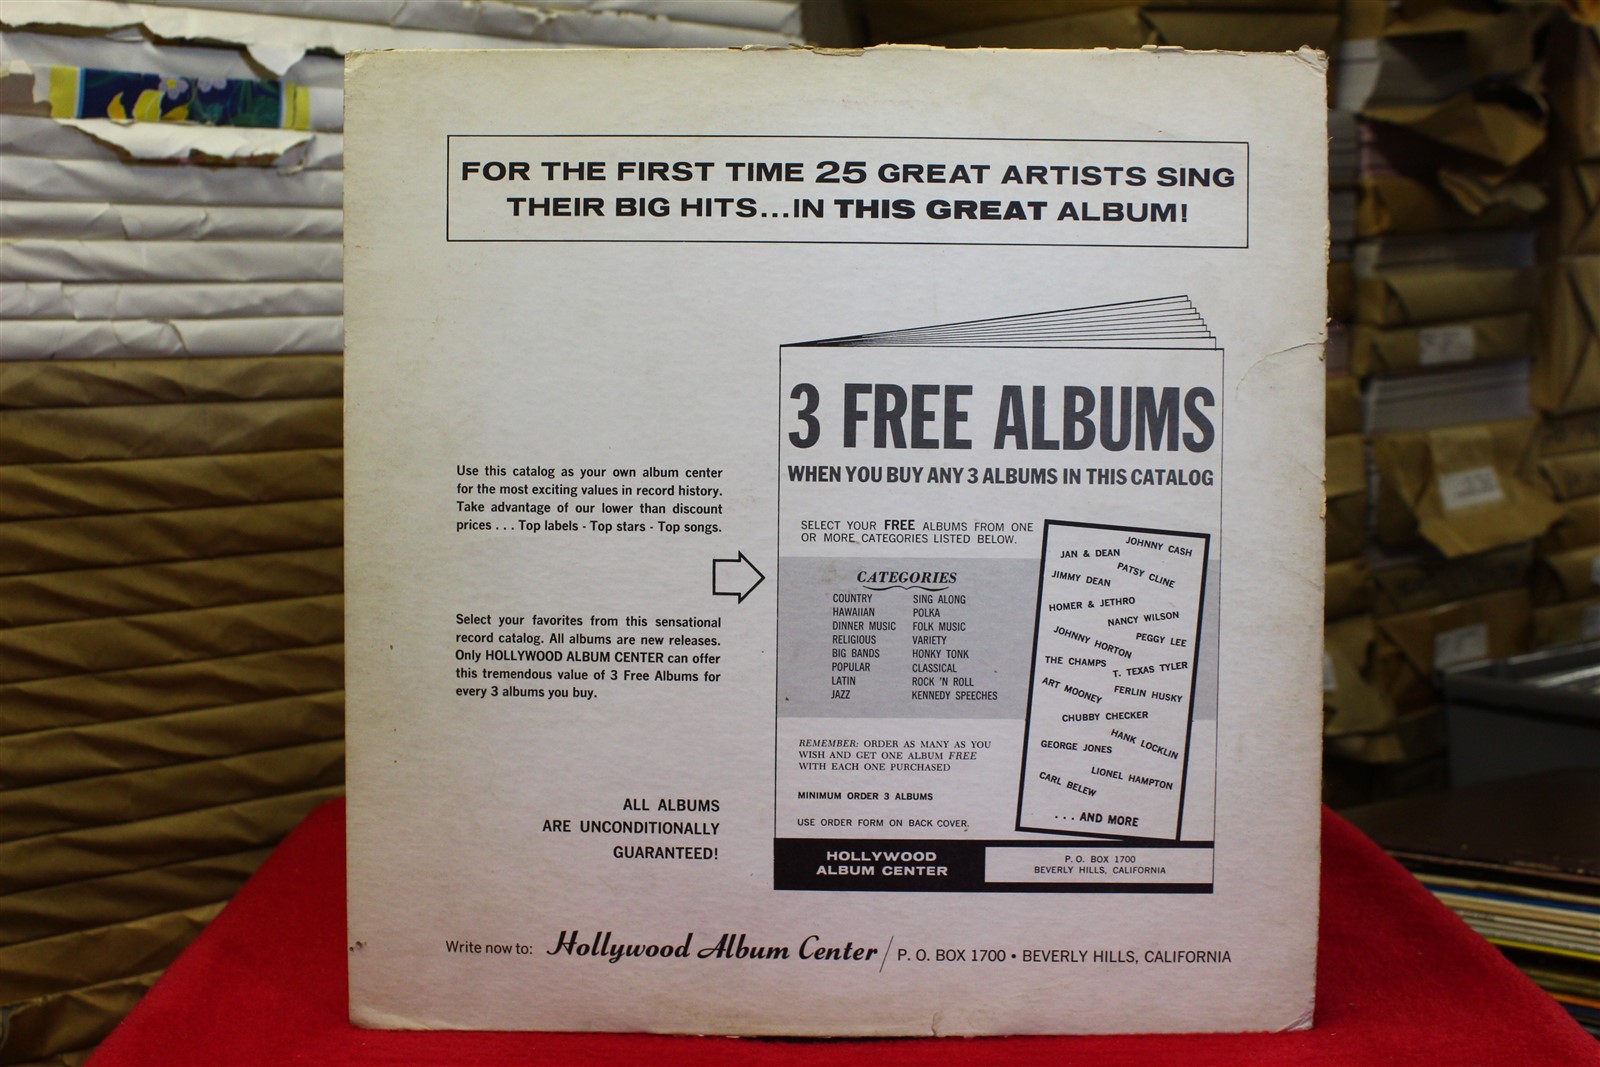 FOR THE FIRST TIME 25 GREAT ARTISTS SING
THEIR BIG HITS...IN THIS GREAT ALBUM!
Use this catalog as your own album center
for the most exciting values in record history.
Take advantage of our lower than discount
prices . . . Top labels - Top stars - Top songs.
Select your favorites from this sensational
record catalog. All albums are new releases.
Only HOLLYWOOD ALBUM CENTER can offer
this tremendous value of 3 Free Albums for
every 3 albums you buy.
ALL ALBUMS
ARE UNCONDITIONALLY
GUARANTEED!
3 FREE ALBUMS
WHEN YOU BUY ANY 3 ALBUMS IN THIS CATALOG
SELECT YOUR FREE ALBUMS FROM ONE
OR MORE CATEGORIES LISTED BELOW.
CATEGORIES
COUNTRY
HAWAIIAN
DINNER MUSIC
RELIGIOUS
BIG BANDS
POPULAR
LATIN
JAZZ
SING ALONG
POLKA
FOLK MUSIC
VARIETY
HONKY TONK
CLASSICAL
ROCK 'N ROLL
KENNEDY SPEECHES
REMEMBER: ORDER AS MANY AS YOU
WISH AND GET ONE ALBUM FREE
WITH EACH ONE PURCHASED
MINIMUM ORDER 3 ALBUMS
USE ORDER FORM ON BACK COVER.
JOHNNY CASH
JAN & DEAN
PATSY CLINE
JIMMY DEAN
HOMER & JETHRO
NANCY WILSON
JOHNNY HORTON
PEGGY LEE
THE CHAMPS
T. TEXAS TYLER
ART MOONEY
FERLIN HUSKY
CHUBBY CHECKER
HANK LOCKLIN
GEORGE JONES
LIONEL HAMPTON
CARL BELEW
. . . AND MORE
HOLLYWOOD
ALBUM CENTER
P. O. BOX 1700
BEVERLY HILLS, CALIFORNIA
Write now to: Hollywood Album Center / P. O. BOX 1700 • BEVERLY HILLS, CALIFORNIA